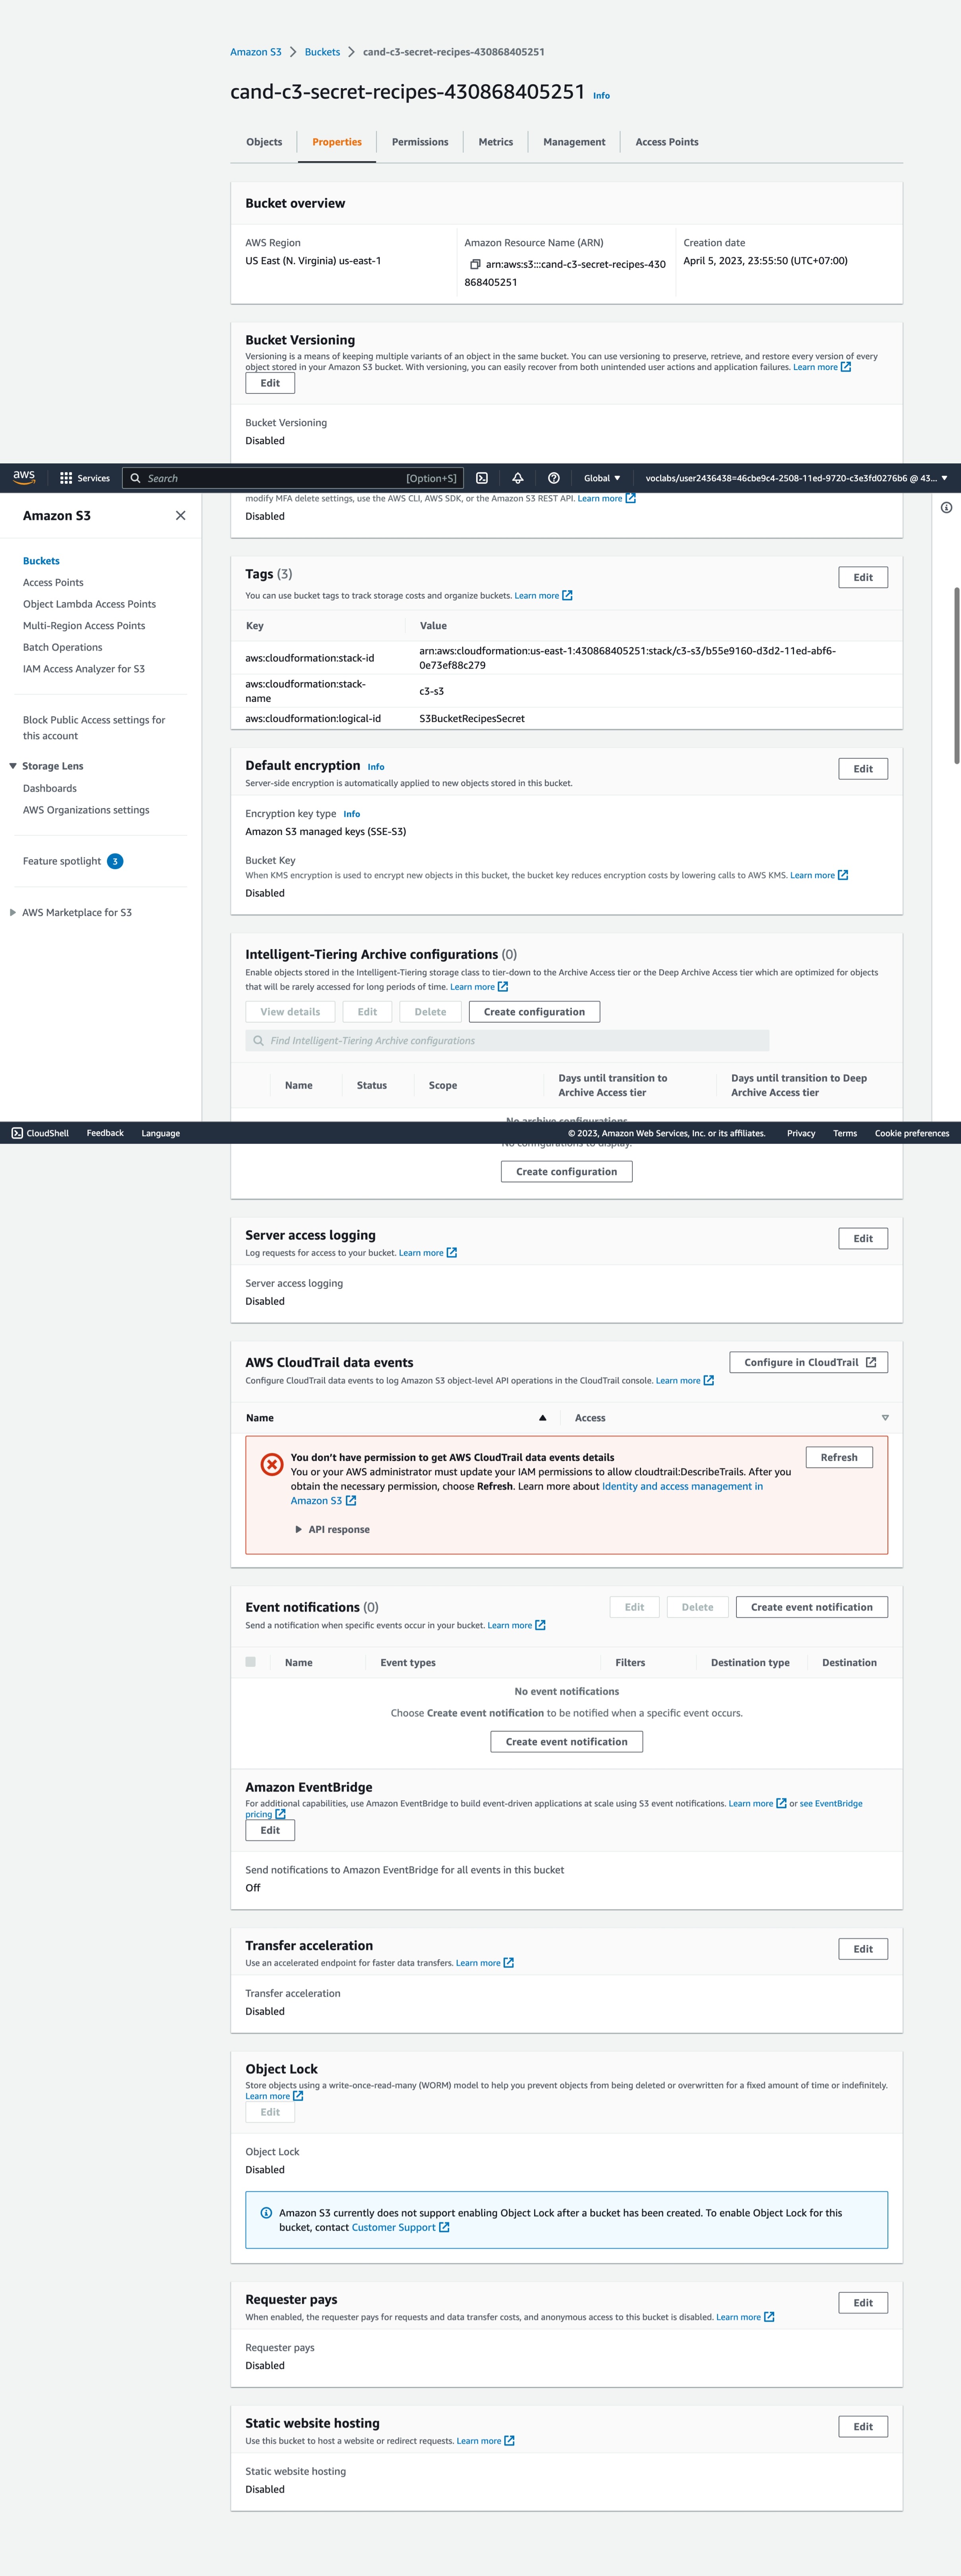 Amazon S3 > Buckets > cand-c3-secret-recipes-430868405251
cand-c3-secret-recipes-430868405251 Info
Objects Properties Permissions Metrics Management Access Points
Bucket overview
AWS Region
US East (N. Virginia) us-east-1
Amazon Resource Name (ARN)
arn:aws:s3:::cand-c3-secret-recipes-430
868405251
Creation date
April 5, 2023, 23:55:50 (UTC+07:00)
Bucket Versioning
Versioning is a means of keeping multiple variants of an object in the same bucket. You can use versioning to preserve, retrieve, and restore every version of every
object stored in your Amazon S3 bucket. With versioning, you can easily recover from both unintended user actions and application failures. Learn more
Edit
Bucket Versioning
Disabled
aws Services Search [Option+S] Global voclabs/user2436438=46cbe9c4-2508-11ed-9720-c3e3fd0276b6 @ 43...
Amazon S3
Buckets
Access Points
Object Lambda Access Points
Multi-Region Access Points
Batch Operations
IAM Access Analyzer for S3
Block Public Access settings for
this account
Storage Lens
Dashboards
AWS Organizations settings
Feature spotlight 3
AWS Marketplace for S3
modify MFA delete settings, use the AWS CLI, AWS SDK, or the Amazon S3 REST API. Learn more
Disabled
Tags (3)
Edit
You can use bucket tags to track storage costs and organize buckets. Learn more
Key Value
aws:cloudformation:stack-id
arn:aws:cloudformation:us-east-1:430868405251:stack/c3-s3/b55e9160-d3d2-11ed-abf6-
0e73ef88c279
aws:cloudformation:stack-
name
c3-s3
aws:cloudformation:logical-id S3BucketRecipesSecret
Default encryption Info
Edit
Server-side encryption is automatically applied to new objects stored in this bucket.
Encryption key type Info
Amazon S3 managed keys (SSE-S3)
Bucket Key
When KMS encryption is used to encrypt new objects in this bucket, the bucket key reduces encryption costs by lowering calls to AWS KMS. Learn more
Disabled
Intelligent-Tiering Archive configurations (0)
Enable objects stored in the Intelligent-Tiering storage class to tier-down to the Archive Access tier or the Deep Archive Access tier which are optimized for objects
that will be rarely accessed for long periods of time. Learn more
View details Edit Delete Create configuration
Find Intelligent-Tiering Archive configurations
Name Status Scope
Days until transition to
Archive Access tier
Days until transition to Deep
Archive Access tier
No archive configurations
CloudShell Feedback Language © 2023, Amazon Web Services, Inc. or its affiliates. Privacy Terms Cookie preferences
No configurations to display.
Create configuration
Server access logging
Edit
Log requests for access to your bucket. Learn more
Server access logging
Disabled
AWS CloudTrail data events
Configure in CloudTrail
Configure CloudTrail data events to log Amazon S3 object-level API operations in the CloudTrail console. Learn more
Name Access
You don't have permission to get AWS CloudTrail data events details
Refresh
You or your AWS administrator must update your IAM permissions to allow cloudtrail:DescribeTrails. After you
obtain the necessary permission, choose Refresh. Learn more about Identity and access management in
Amazon S3
API response
Event notifications (0)
Edit Delete Create event notification
Send a notification when specific events occur in your bucket. Learn more
Name Event types Filters Destination type Destination
No event notifications
Choose Create event notification to be notified when a specific event occurs.
Create event notification
Amazon EventBridge
For additional capabilities, use Amazon EventBridge to build event-driven applications at scale using S3 event notifications. Learn more or see EventBridge
pricing
Edit
Send notifications to Amazon EventBridge for all events in this bucket
Off
Transfer acceleration
Edit
Use an accelerated endpoint for faster data transfers. Learn more
Transfer acceleration
Disabled
Object Lock
Store objects using a write-once-read-many (WORM) model to help you prevent objects from being deleted or overwritten for a fixed amount of time or indefinitely.
Learn more
Edit
Object Lock
Disabled
Amazon S3 currently does not support enabling Object Lock after a bucket has been created. To enable Object Lock for this
bucket, contact Customer Support
Requester pays
Edit
When enabled, the requester pays for requests and data transfer costs, and anonymous access to this bucket is disabled. Learn more
Requester pays
Disabled
Static website hosting
Edit
Use this bucket to host a website or redirect requests. Learn more
Static website hosting
Disabled